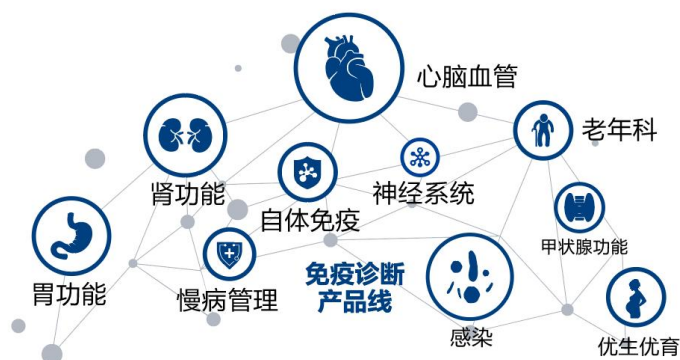 心脑血管
老年科
肾功能
神经系统
自体免疫
甲状腺功能
胃功能
慢病管理
免疫诊断
产品线
感染
优生优育